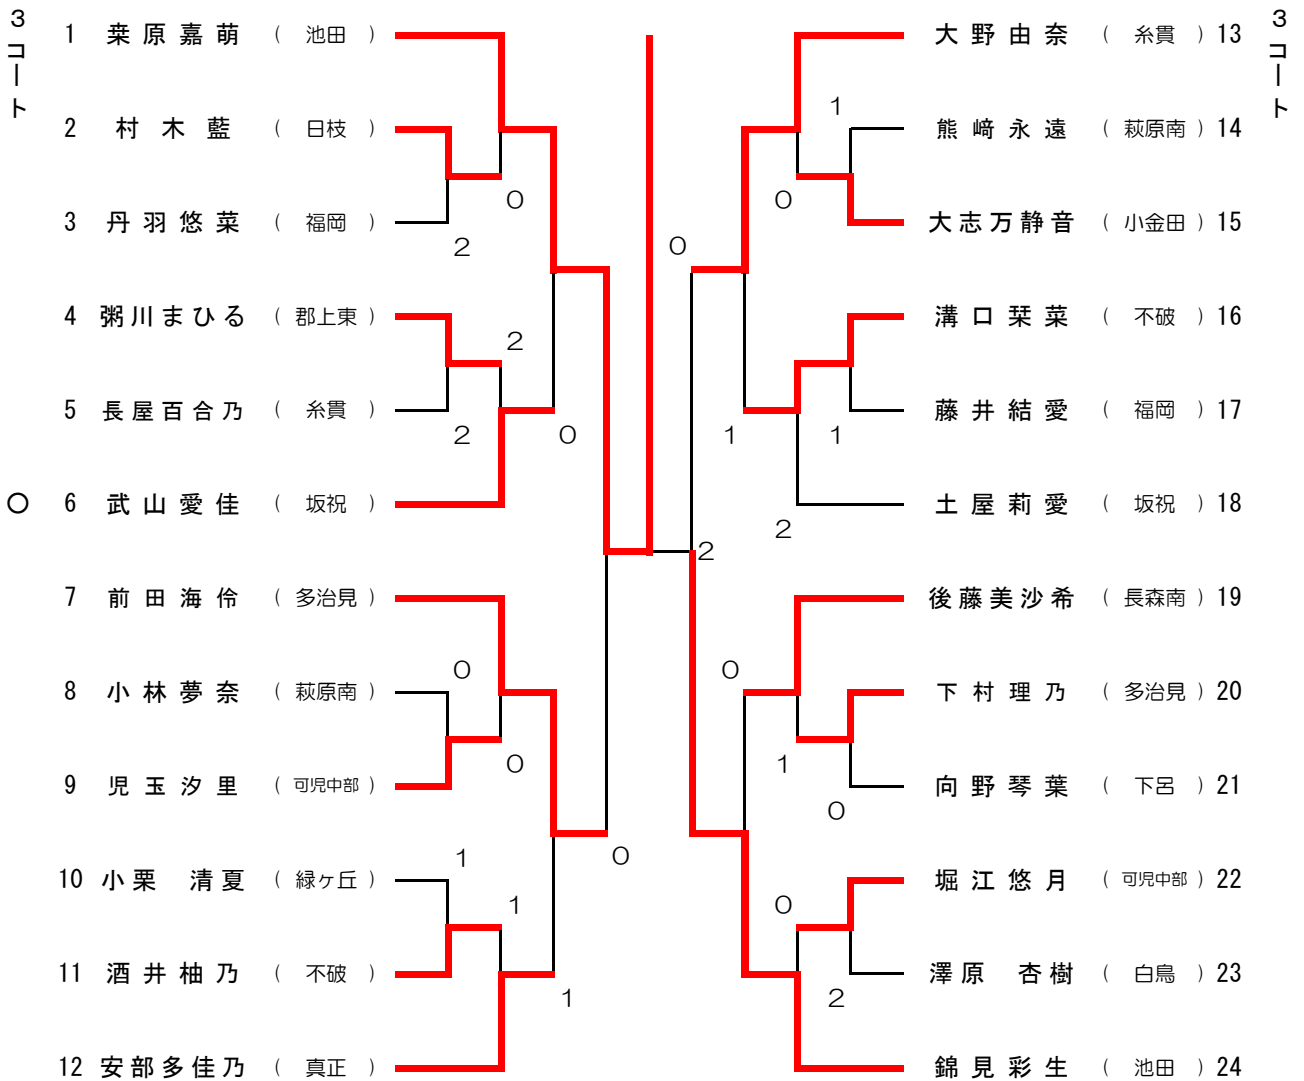 3コート
1 桒原嘉萌 ( 池田 )
2 村木藍 ( 日枝 )
0
3 丹羽悠菜 ( 福岡 )
2
4 粥川まひる ( 郡上東 )
2
5 長屋百合乃 ( 糸貫 )
2
0
○ 6 武山愛佳 ( 坂祝 )
7 前田海伶 ( 多治見 )
0
8 小林夢奈 ( 萩原南 )
0
9 児玉汐里 ( 可児中部 )
0
1
10 小栗 清夏 ( 緑ヶ丘 )
1
11 酒井柚乃 ( 不破 )
1
12 安部多佳乃 ( 真正 )
3コート
大野由奈 ( 糸貫 ) 13
1
熊﨑永遠 ( 萩原南 ) 14
0
大志万静音 ( 小金田 ) 15
0
溝口栞菜 ( 不破 ) 16
藤井結愛 ( 福岡 ) 17
1
1
土屋莉愛 ( 坂祝 ) 18
2
2
後藤美沙希 ( 長森南 ) 19
0
下村理乃 ( 多治見 ) 20
1
向野琴葉 ( 下呂 ) 21
0
堀江悠月 ( 可児中部 ) 22
0
澤原 杏樹 ( 白鳥 ) 23
2
錦見彩生 ( 池田 ) 24